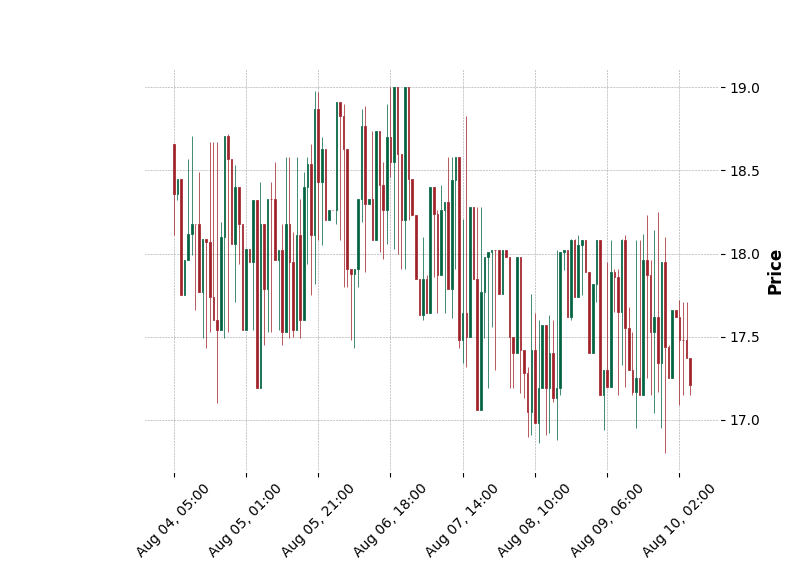 19.0
18.5
18.0
17.5
17.0
Price
Aug 04, 05:00
Aug 05, 01:00
Aug 05, 21:00
Aug 06, 18:00
Aug 07, 14:00
Aug 08, 10:00
Aug 09, 06:00
Aug 10, 02:00